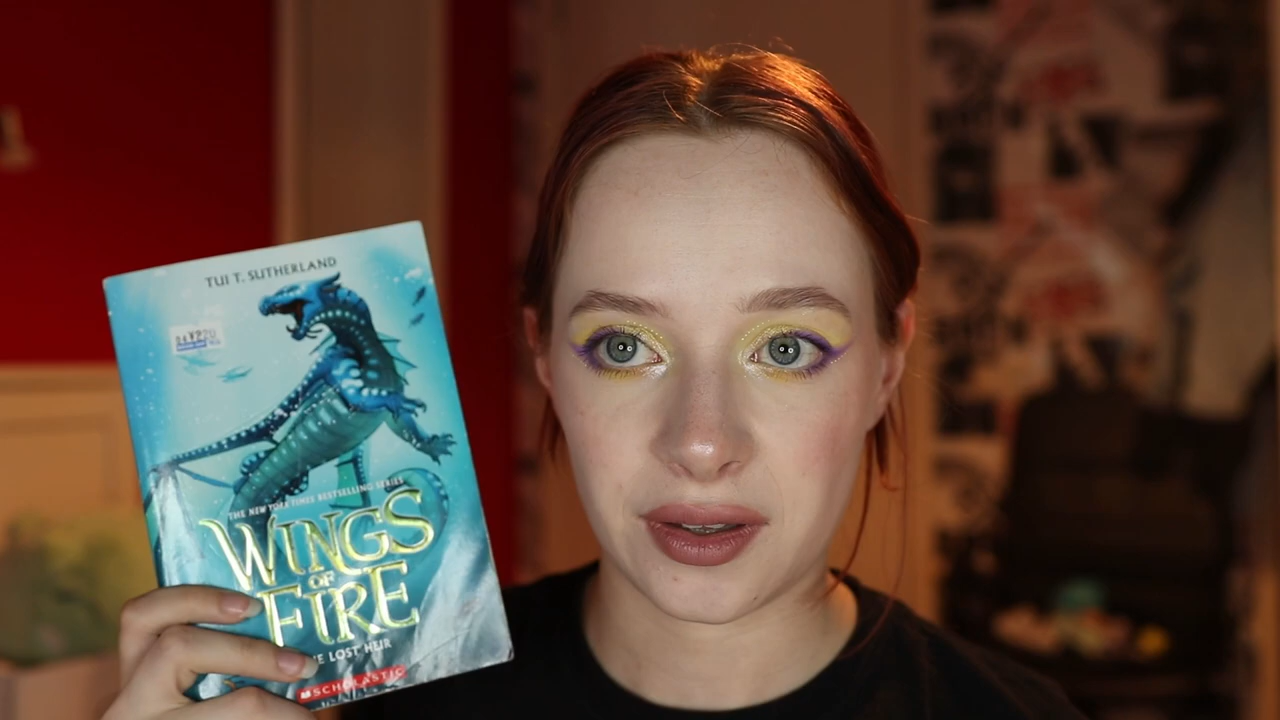 TUI T. SUTHERLAND
THE NEW YORK TIMES BESTSELLING SERIES
WINGS
OF
FIRE
LOST HEIR
SCHOLASTIC